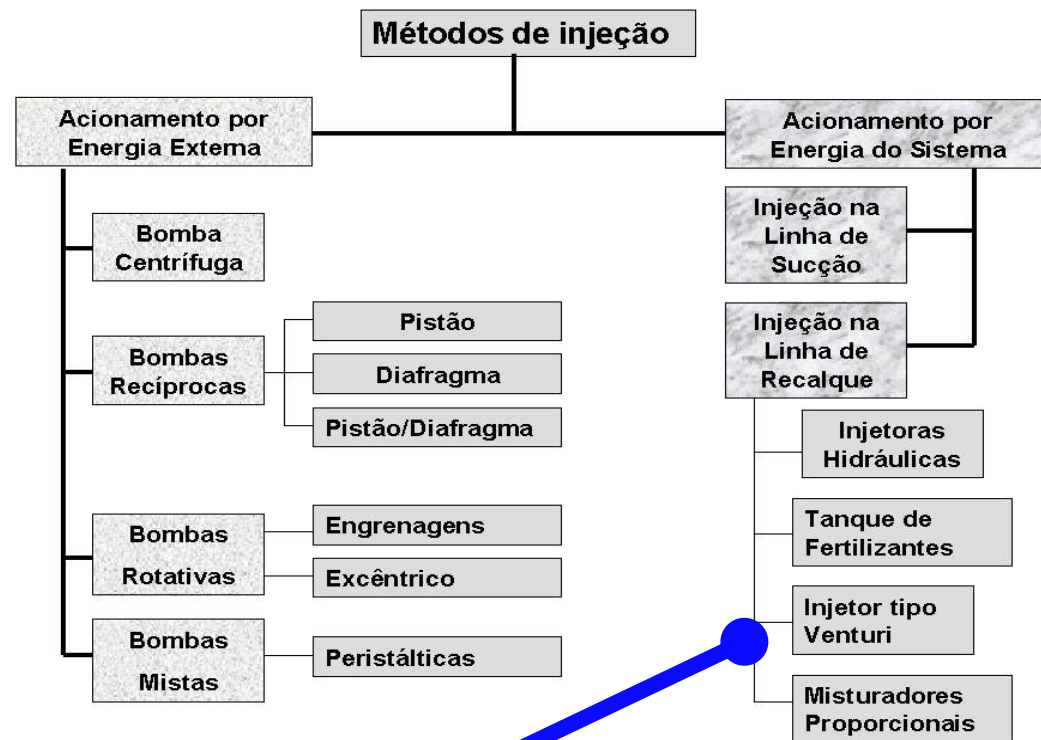 Métodos de injeção
Acionamento por
Energia Externa
Bomba
Centrífuga
Bombas
Recíprocas
Pistão
Diafragma
Pistão/Diafragma
Bombas
Rotativas
Engrenagens
Excêntrico
Bombas
Mistas
Peristálticas
Acionamento por
Energia do Sistema
Injeção na
Linha de
Sucção
Injeção na
Linha de
Recalque
Injetoras
Hidráulicas
Tanque de
Fertilizantes
Injetor tipo
Venturi
Misturadores
Proporcionais